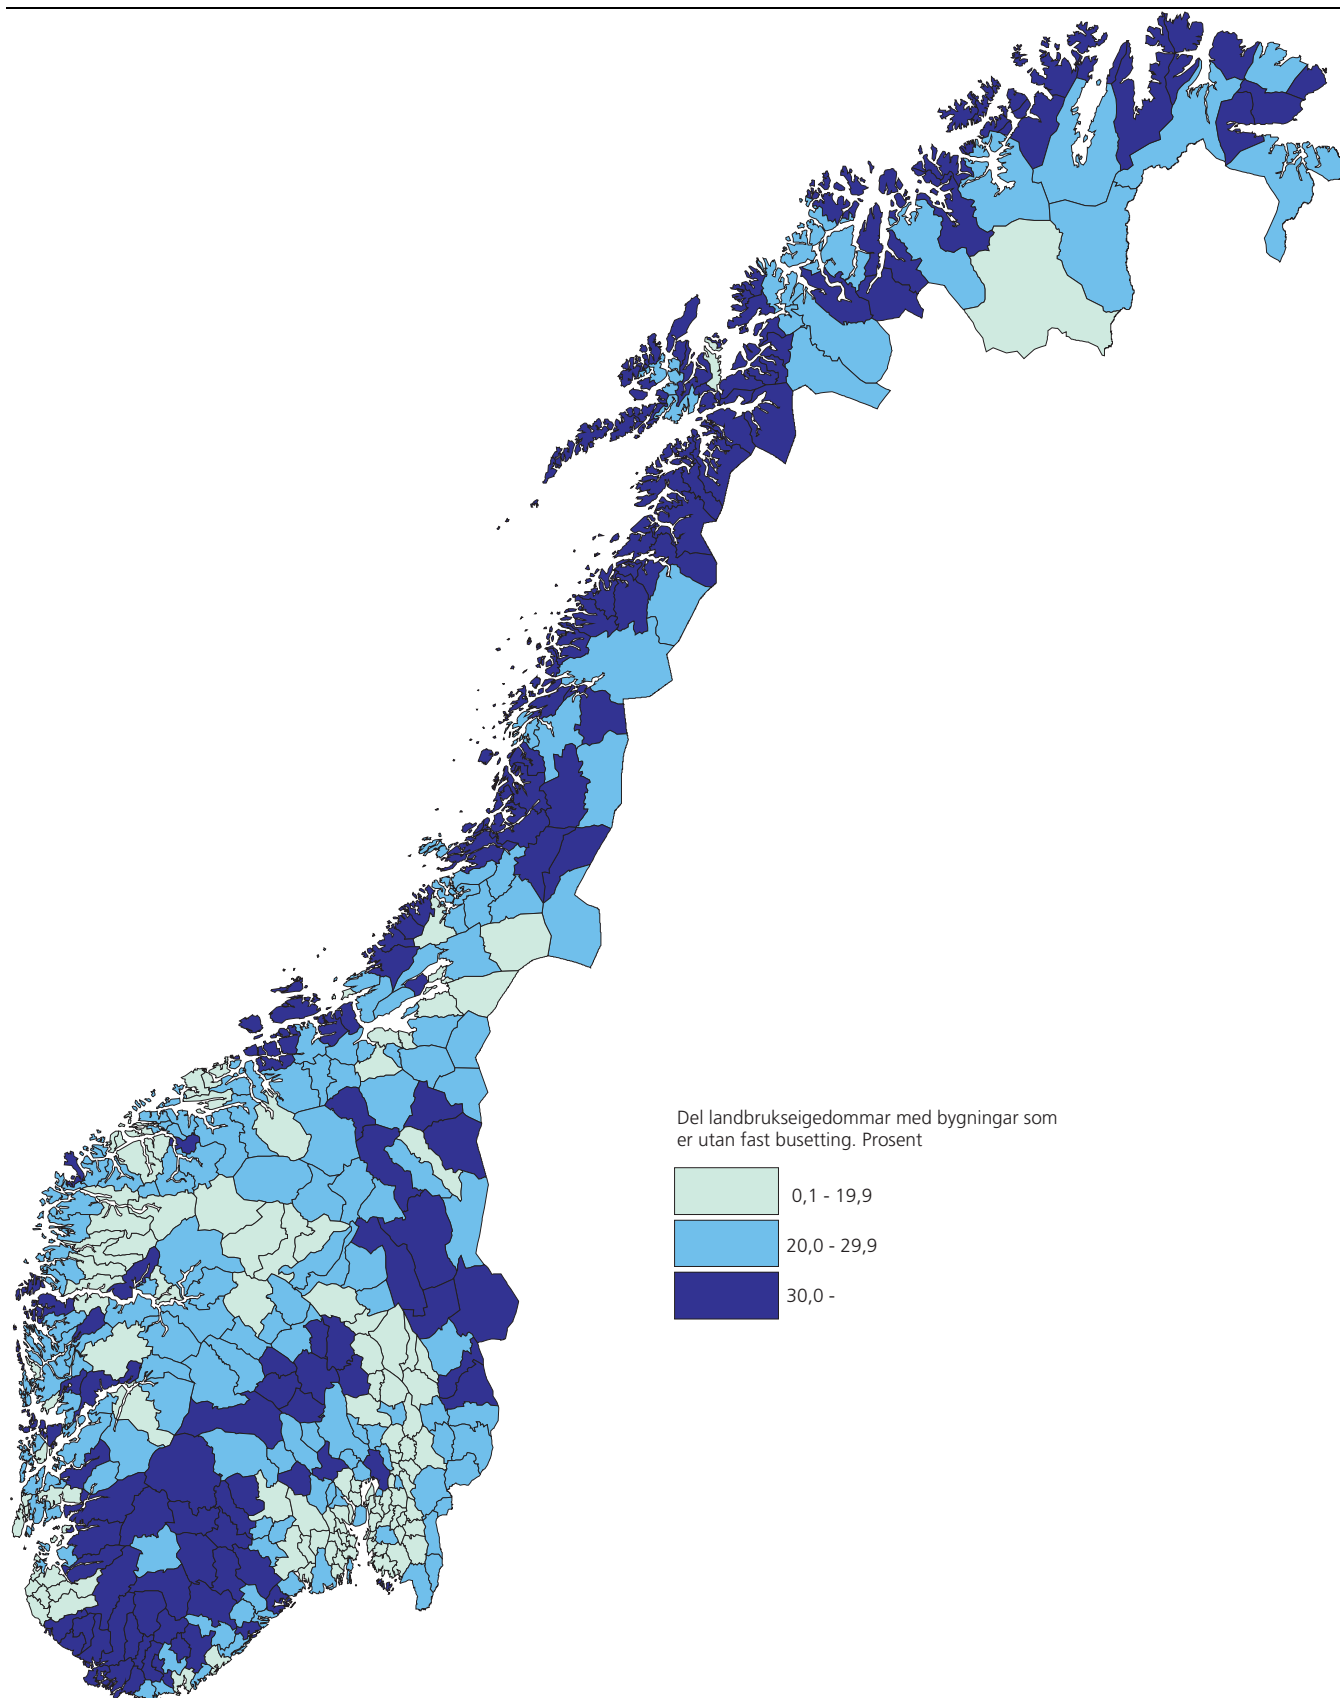 Del landbrukseigedommar med bygningar som
er utan fast busetting. Prosent
0,1 - 19,9
20,0 - 29,9
30,0 -